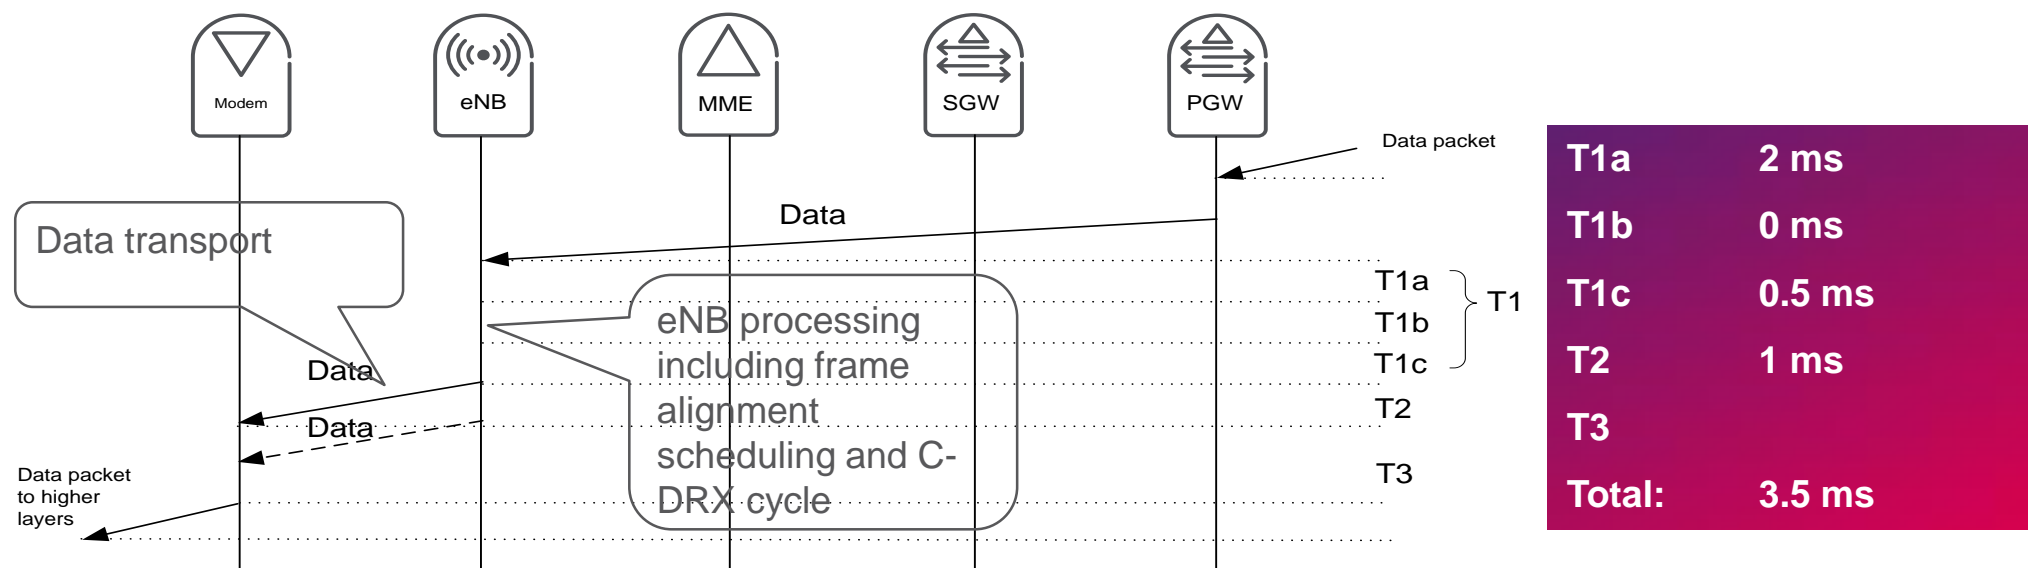 Modem
eNB
MME
SGW
PGW
Data packet
Data
Data transport
T1a
T1b
T1c
T1
eNB processing
including frame
alignment
scheduling and C-
DRX cycle
Data
T2
Data
T3
Data packet
to higher
layers
T1a 2 ms
T1b 0 ms
T1c 0.5 ms
T2 1 ms
T3
Total: 3.5 ms